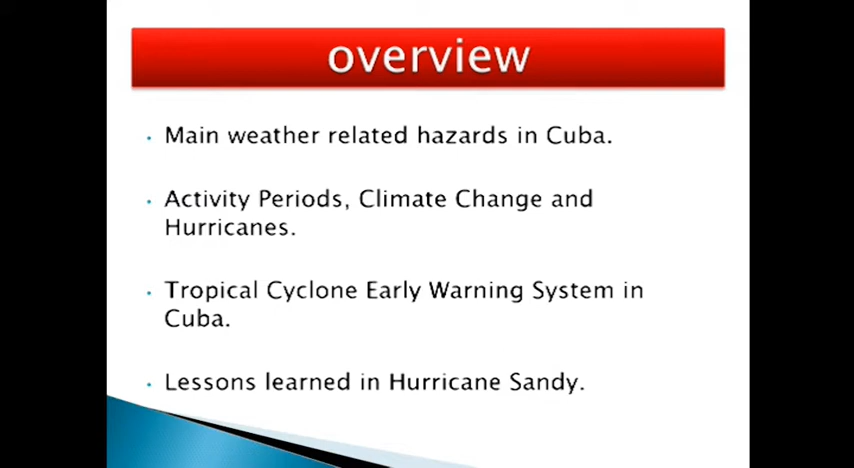 overview
Main weather related hazards in Cuba.
Activity Periods, Climate Change and
Hurricanes.
Tropical Cyclone Early Warning System in
Cuba.
Lessons learned in Hurricane Sandy.